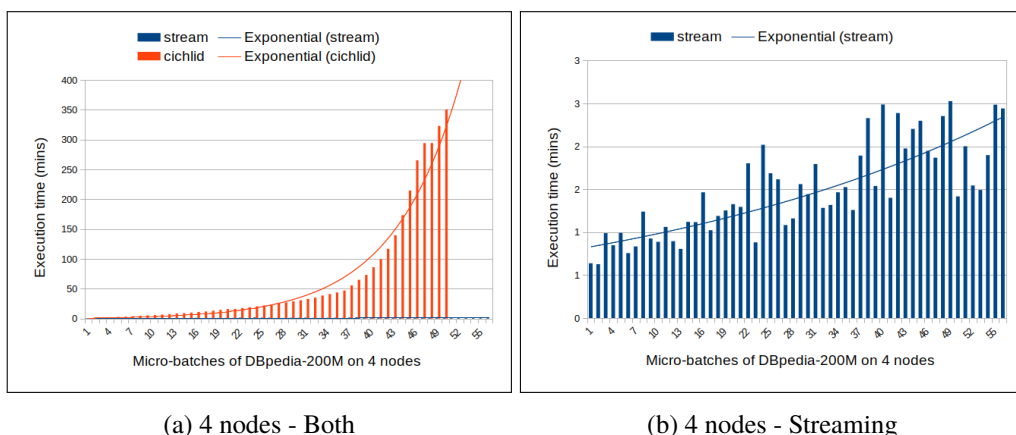 stream Exponential (stream)
cichlid Exponential (cichlid)
400
350
300
250
200
150
100
50
0
Execution time (mins)
1 4 7 10 13 16 19 22 25 28 31 34 37 40 43 46 49 52 55
Micro-batches of DBpedia-200M on 4 nodes
(a) 4 nodes - Both
stream Exponential (stream)
3
3
2
2
1
1
0
Execution time (mins)
1 4 7 10 13 16 19 22 25 28 31 34 37 40 43 46 49 52 55
Micro-batches of DBpedia-200M on 4 nodes
(b) 4 nodes - Streaming